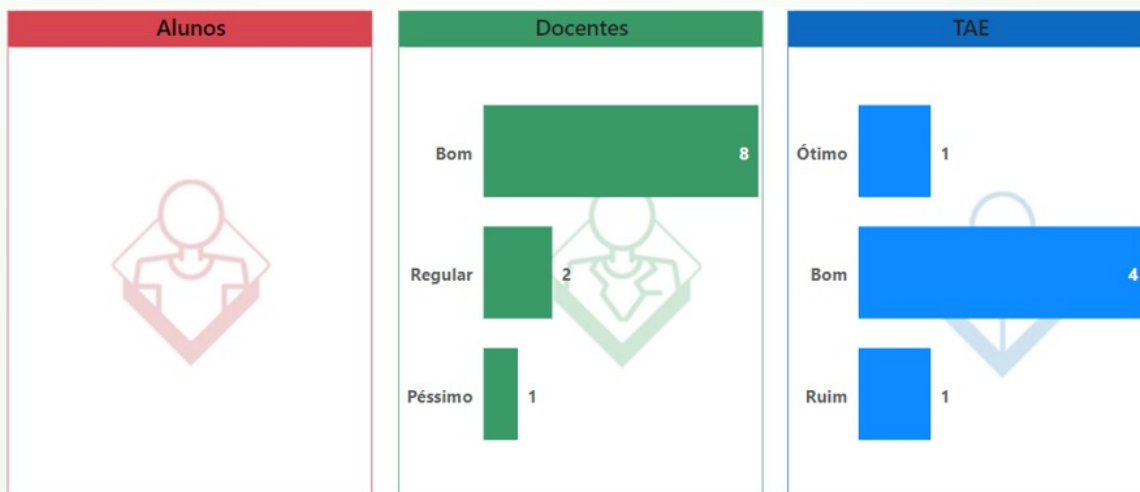 Alunos
Docentes
Bom 8
Regular 2
Péssimo 1
TAE
Ótimo 1
Bom 4
Ruim 1